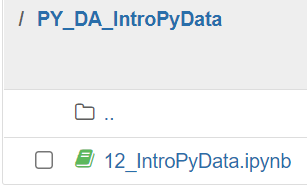 / PY_DA_IntroPyData
..
12_IntroPyData.ipynb